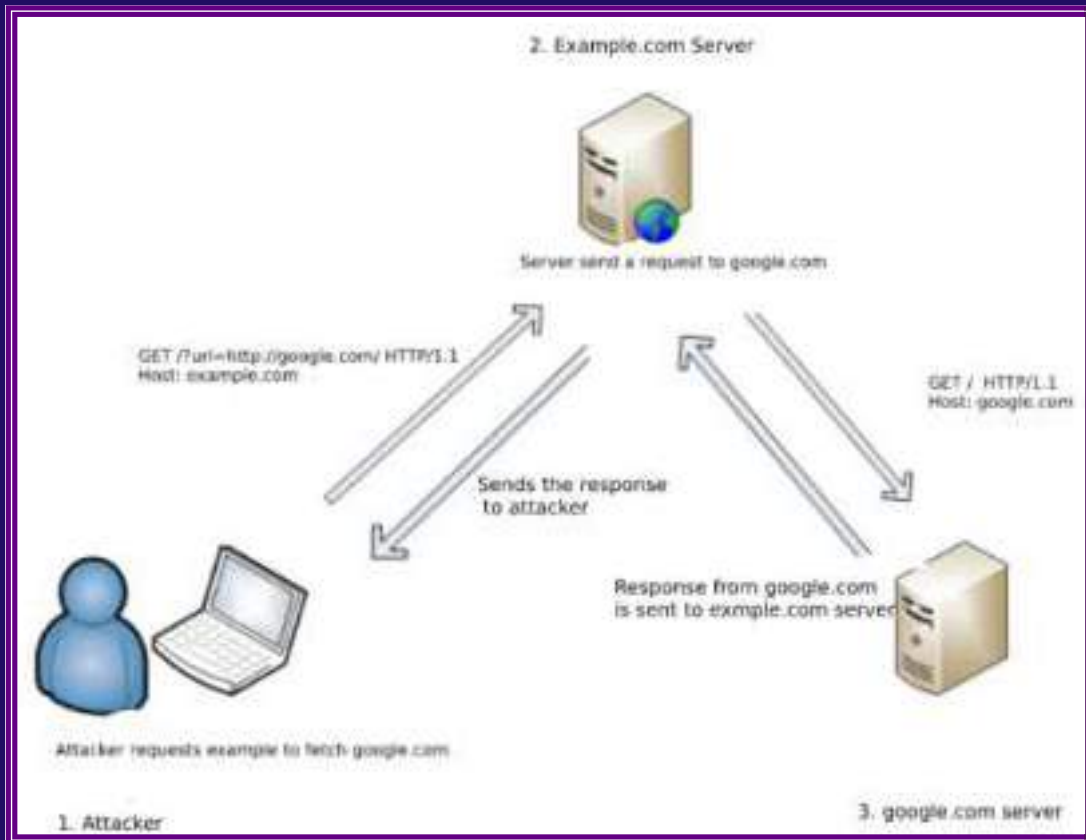 2. Example.com Server
Server send a request to google.com
GET /?url=http://google.com/ HTTP/1.1
Host: example.com
GET / HTTP/1.1
Host: google.com
Sends the response
to attacker
Response from google.com
is sent to exmple.com server
Attacker requests example to fetch google.com
1. Attacker
3. google.com server